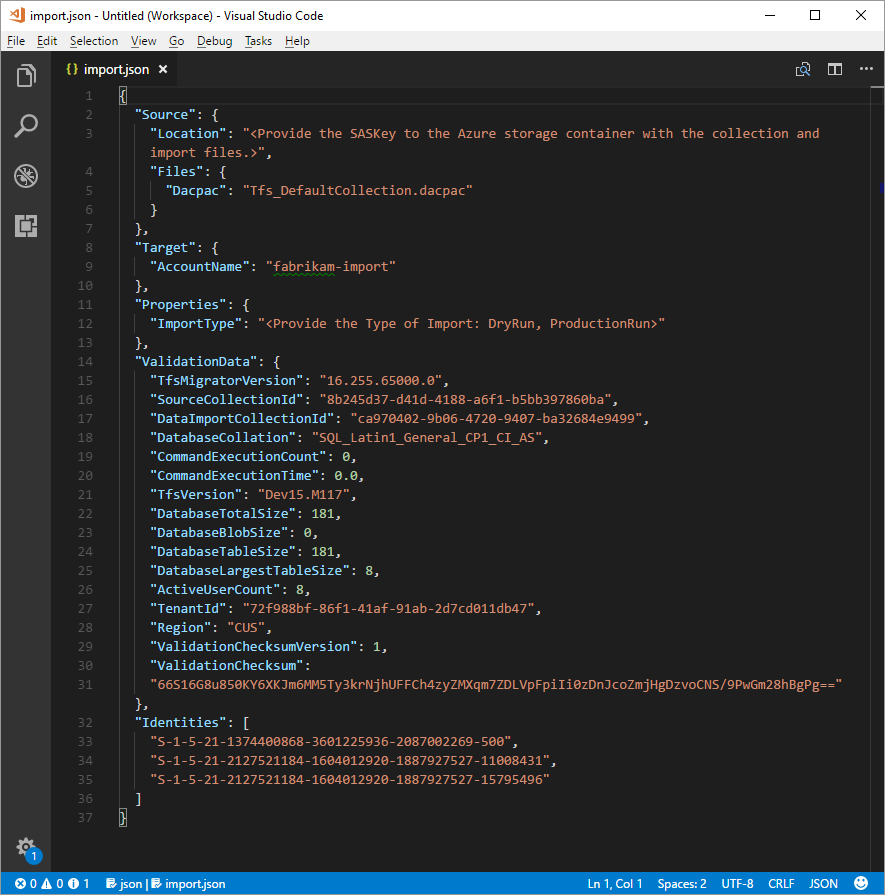 import.json - Untitled (Workspace) - Visual Studio Code
File Edit Selection View Go Debug Tasks Help
{} import.json
1 {
2 "Source": {
3 "Location": "<Provide the SASKey to the Azure storage container with the collection and
import files.>",
4 "Files": {
5 "Dacpac": "Tfs_DefaultCollection.dacpac"
6 }
7 },
8 "Target": {
9 "AccountName": "fabrikam-import"
10 },
11 "Properties": {
12 "ImportType": "<Provide the Type of Import: DryRun, ProductionRun>"
13 },
14 "ValidationData": {
15 "TfsMigratorVersion": "16.255.65000.0",
16 "SourceCollectionId": "8b245d37-d41d-4188-a6f1-b5bb397860ba",
17 "DataImportCollectionId": "ca970402-9b06-4720-9407-ba32684e9499",
18 "DatabaseCollation": "SQL_Latin1_General_CP1_CI_AS",
19 "CommandExecutionCount": 0,
20 "CommandExecutionTime": 0.0,
21 "TfsVersion": "Dev15.M117",
22 "DatabaseTotalSize": 181,
23 "DatabaseBlobSize": 0,
24 "DatabaseTableSize": 181,
25 "DatabaseLargestTableSize": 8,
26 "ActiveUserCount": 8,
27 "TenantId": "72f988bf-86f1-41af-91ab-2d7cd011db47",
28 "Region": "CUS",
29 "ValidationChecksumVersion": 1,
30 "ValidationChecksum":
31 "66S16G8u850KY6XKJm6MM5Ty3krNjhUFFCh4zyZMXqm7ZDLVpFpiIi0zDnJcoZmjHgDzvoCNS/9PwGm28hBgPg=="
},
32 "Identities": [
33 "S-1-5-21-1374400868-3601225936-2087002269-500",
34 "S-1-5-21-2127521184-1604012920-1887927527-11008431",
35 "S-1-5-21-2127521184-1604012920-1887927527-15795496"
36 ]
37 }
1
0 0 1 json | import.json Ln 1, Col 1 Spaces: 2 UTF-8 CRLF JSON